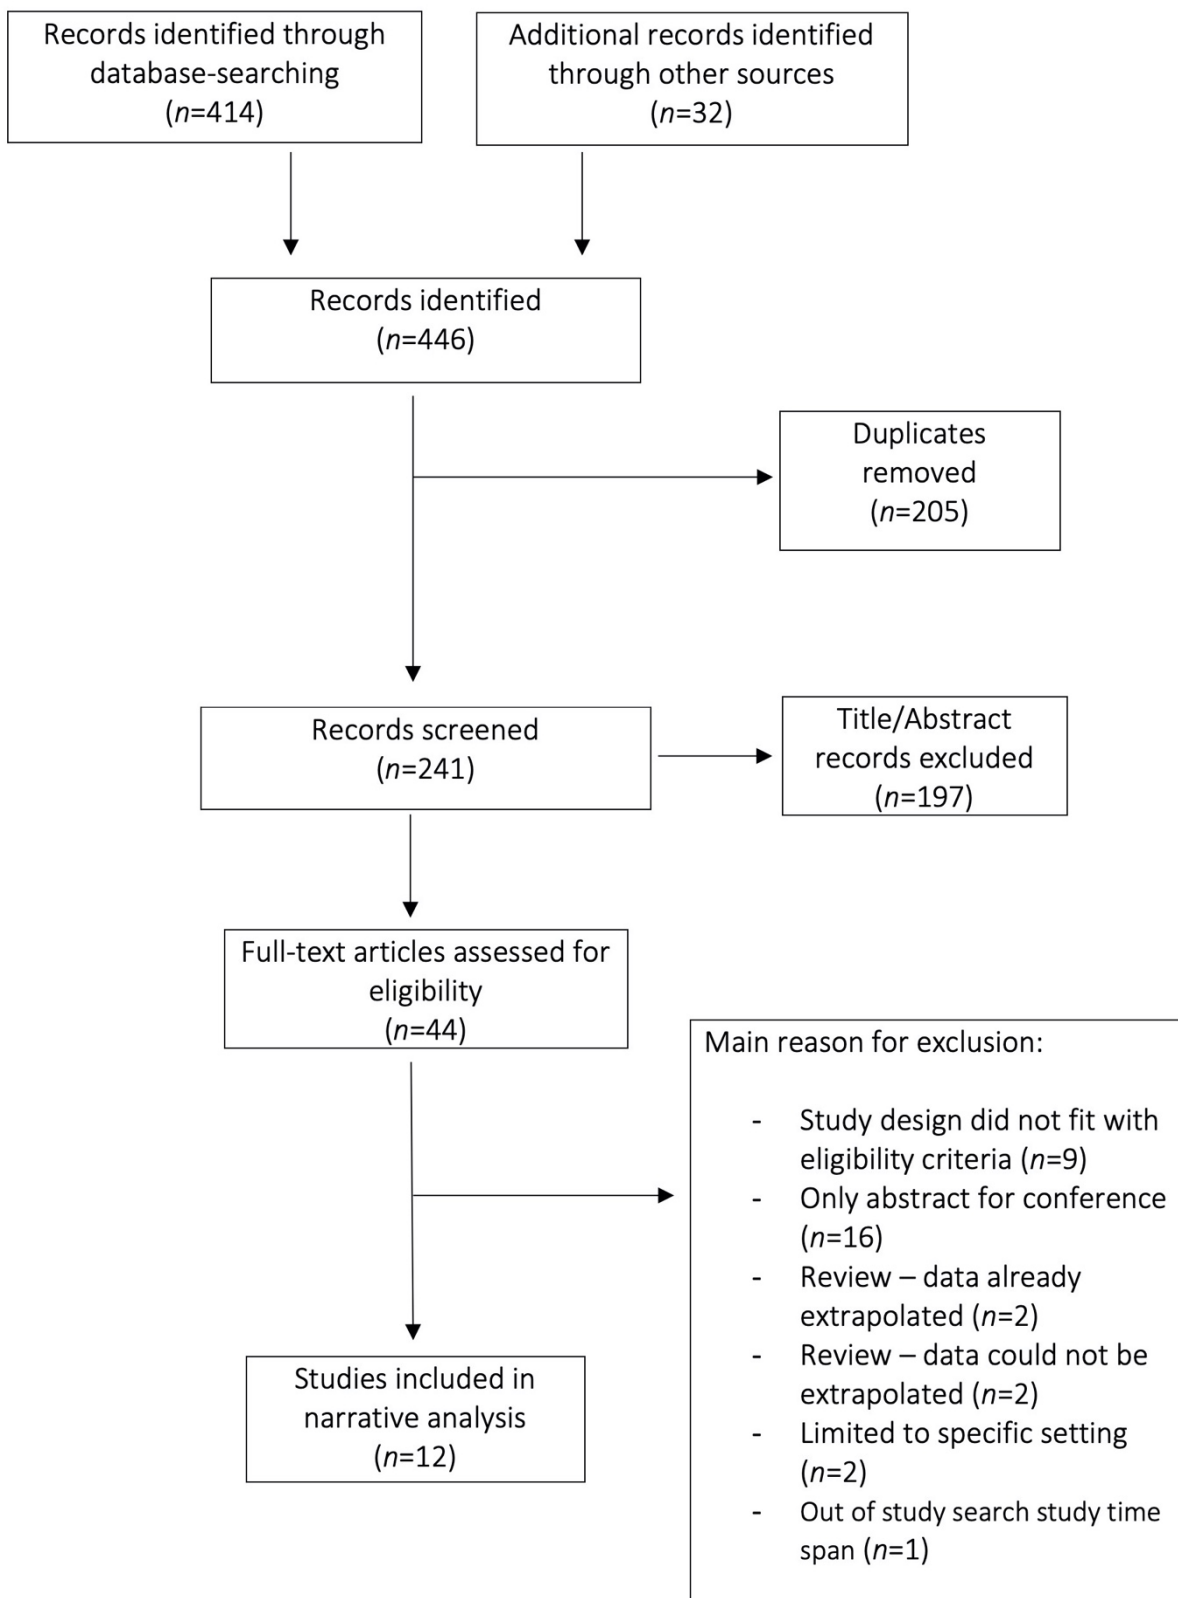 Records identified through
database-searching
(n=414)
Additional records identified
through other sources
(n=32)
Records identified
(n=446)
Duplicates
removed
(n=205)
Records screened
(n=241)
Title/Abstract
records excluded
(n=197)
Full-text articles assessed for
eligibility
(n=44)
Main reason for exclusion:
- Study design did not fit with
eligibility criteria (n=9)
- Only abstract for conference
(n=16)
- Review – data already
extrapolated (n=2)
- Review – data could not be
extrapolated (n=2)
- Limited to specific setting
(n=2)
- Out of study search study time
span (n=1)
Studies included in
narrative analysis
(n=12)